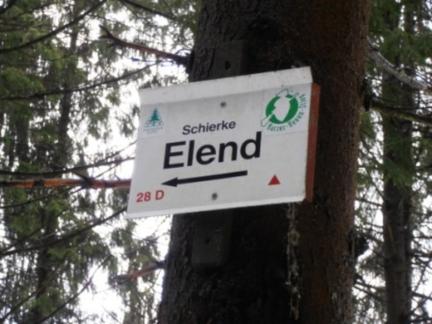 Schierke
Elend
28 D